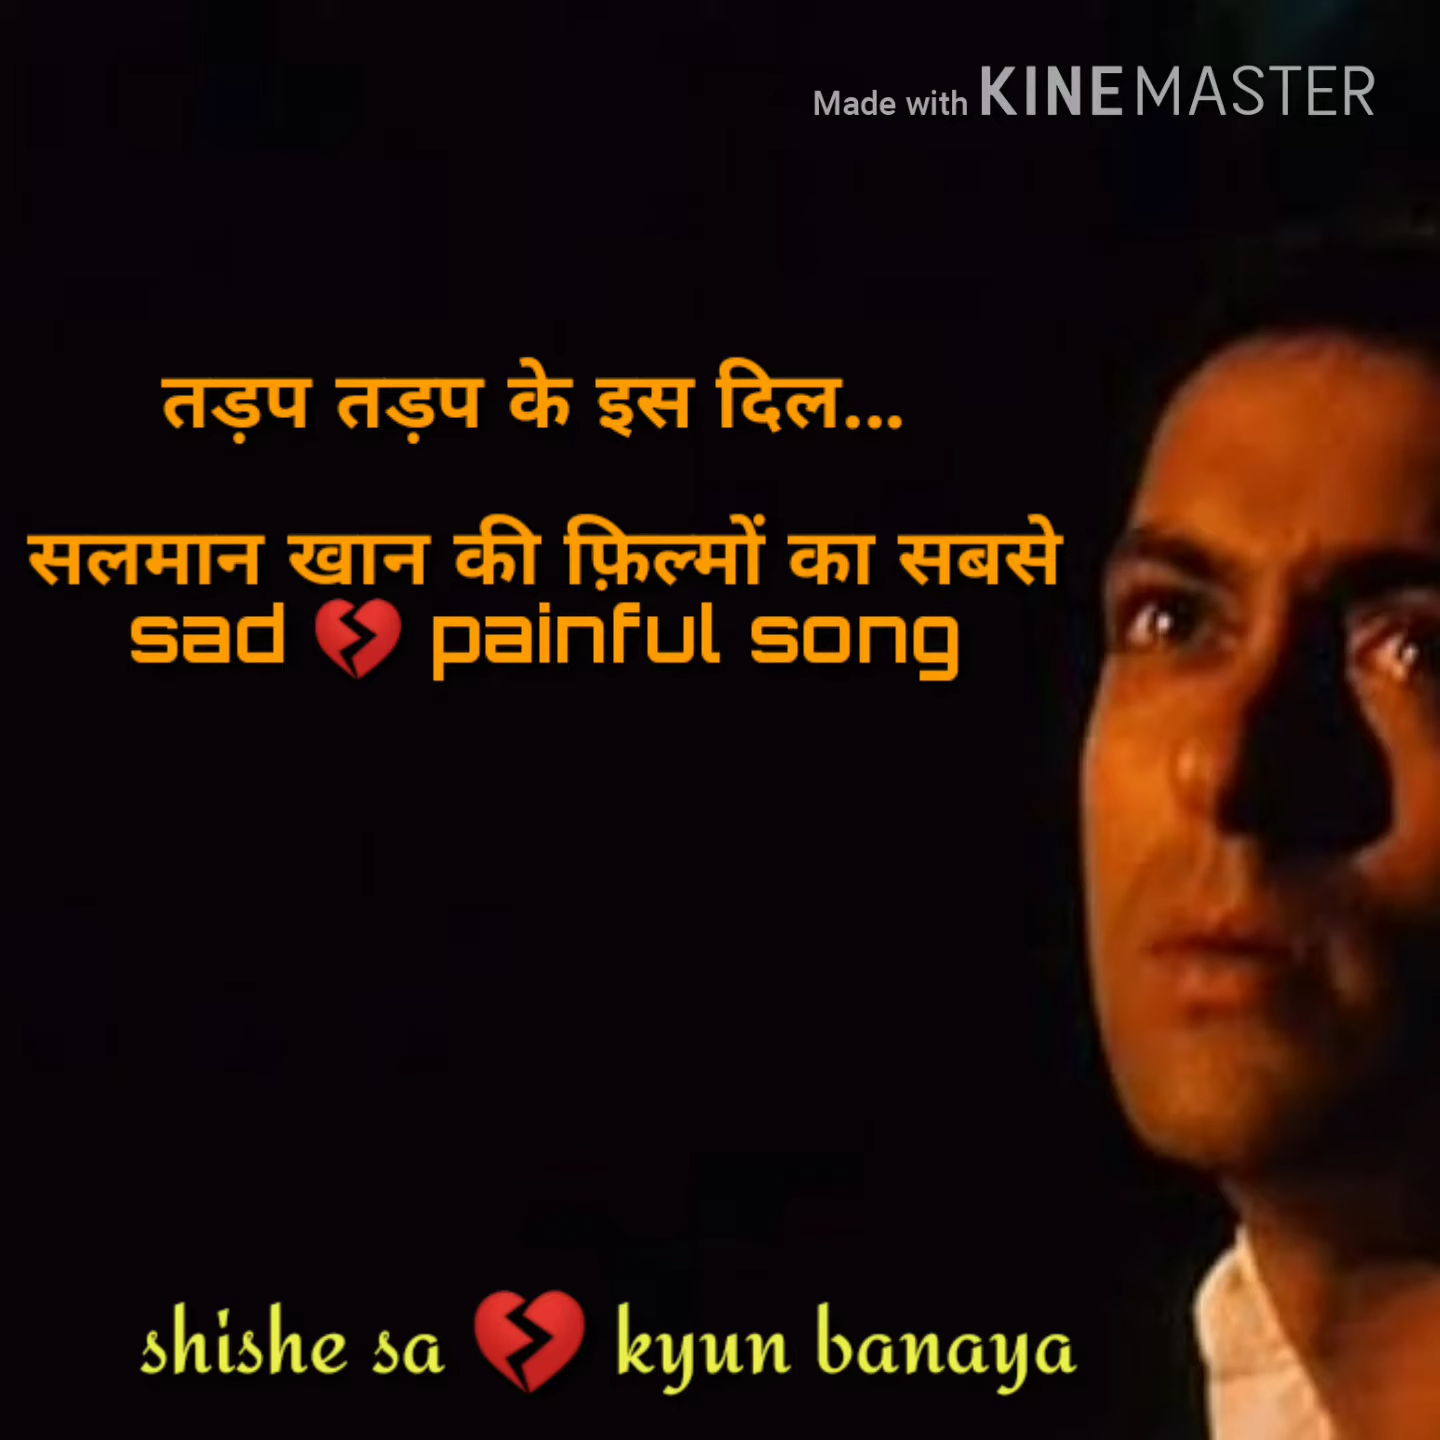 Made with KINEMASTER
तड़प तड़प के इस दिल...
सलमान खान की फ़िल्मों का सबसे
sad 💔 painful song
shishe sa 💔 kyun banaya